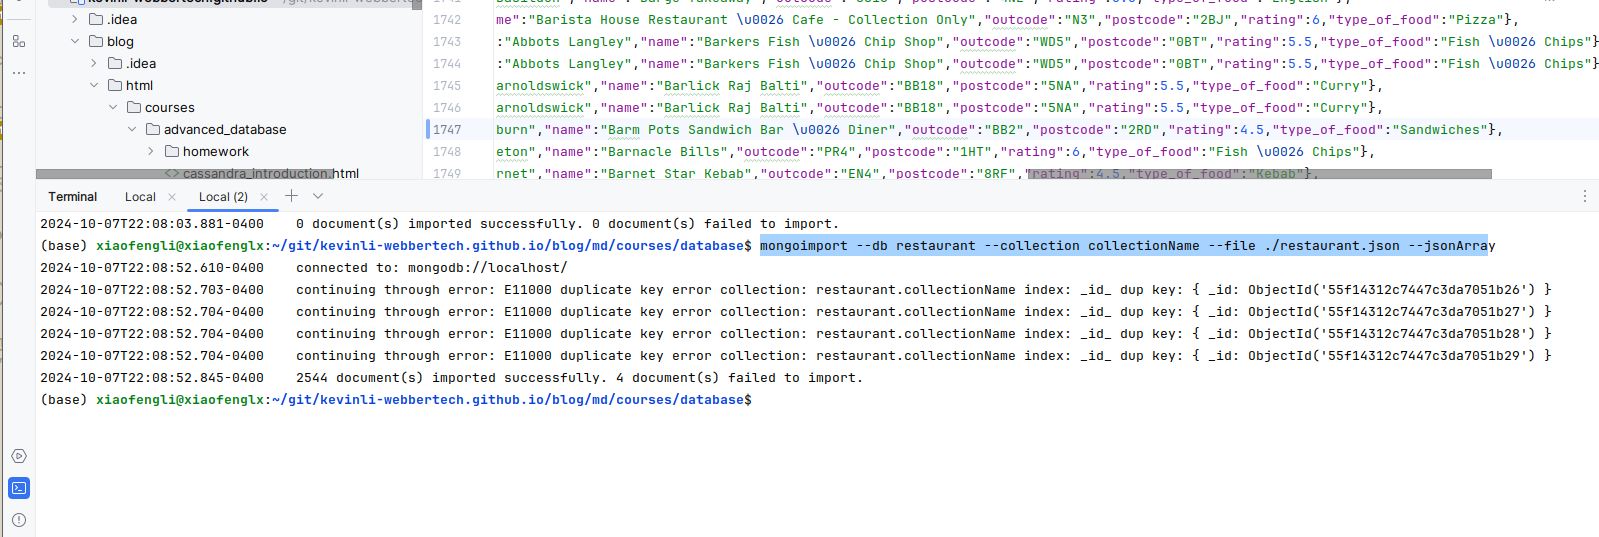 1742 me":"Barista House Restaurant \u0026 Cafe - Collection Only","outcode":"N3","postcode":"2BJ","rating":6,"type_of_food":"Pizza"},
.idea
blog
1743 :"Abbots Langley","name":"Barkers Fish \u0026 Chip Shop","outcode":"WD5","postcode":"0BT","rating":5.5,"type_of_food":"Fish \u0026 Chips"}
.idea
1744 :"Abbots Langley","name":"Barkers Fish \u0026 Chip Shop","outcode":"WD5","postcode":"0BT","rating":5.5,"type_of_food":"Fish \u0026 Chips"}
html
1745 arnoldswick","name":"Barlick Raj Balti","outcode":"BB18","postcode":"5NA","rating":5.5,"type_of_food":"Curry"},
courses
1746 arnoldswick","name":"Barlick Raj Balti","outcode":"BB18","postcode":"5NA","rating":5.5,"type_of_food":"Curry"},
advanced_database
1747 burn","name":"Barm Pots Sandwich Bar \u0026 Diner","outcode":"BB2","postcode":"2RD","rating":4.5,"type_of_food":"Sandwiches"},
homework
1748 eton","name":"Barnacle Bills","outcode":"PR4","postcode":"1HT","rating":6,"type_of_food":"Fish \u0026 Chips"},
cassandra_introduction.html
1749 rnet","name":"Barnet Star Kebab","outcode":"EN4","postcode":"8RF","rating":4.5,"type_of_food":"Kebab"},
Terminal Local Local (2)
2024-10-07T22:08:03.881-0400 0 document(s) imported successfully. 0 document(s) failed to import.
(base) xiaofengli@xiaofenglx:~/git/kevinli-webbertech.github.io/blog/md/courses/database$ mongoimport --db restaurant --collection collectionName --file ./restaurant.json --jsonArray
2024-10-07T22:08:52.610-0400 connected to: mongodb://localhost/
2024-10-07T22:08:52.703-0400 continuing through error: E11000 duplicate key error collection: restaurant.collectionName index: _id_ dup key: { _id: ObjectId('55f14312c7447c3da7051b26') }
2024-10-07T22:08:52.704-0400 continuing through error: E11000 duplicate key error collection: restaurant.collectionName index: _id_ dup key: { _id: ObjectId('55f14312c7447c3da7051b27') }
2024-10-07T22:08:52.704-0400 continuing through error: E11000 duplicate key error collection: restaurant.collectionName index: _id_ dup key: { _id: ObjectId('55f14312c7447c3da7051b28') }
2024-10-07T22:08:52.704-0400 continuing through error: E11000 duplicate key error collection: restaurant.collectionName index: _id_ dup key: { _id: ObjectId('55f14312c7447c3da7051b29') }
2024-10-07T22:08:52.845-0400 2544 document(s) imported successfully. 4 document(s) failed to import.
(base) xiaofengli@xiaofenglx:~/git/kevinli-webbertech.github.io/blog/md/courses/database$